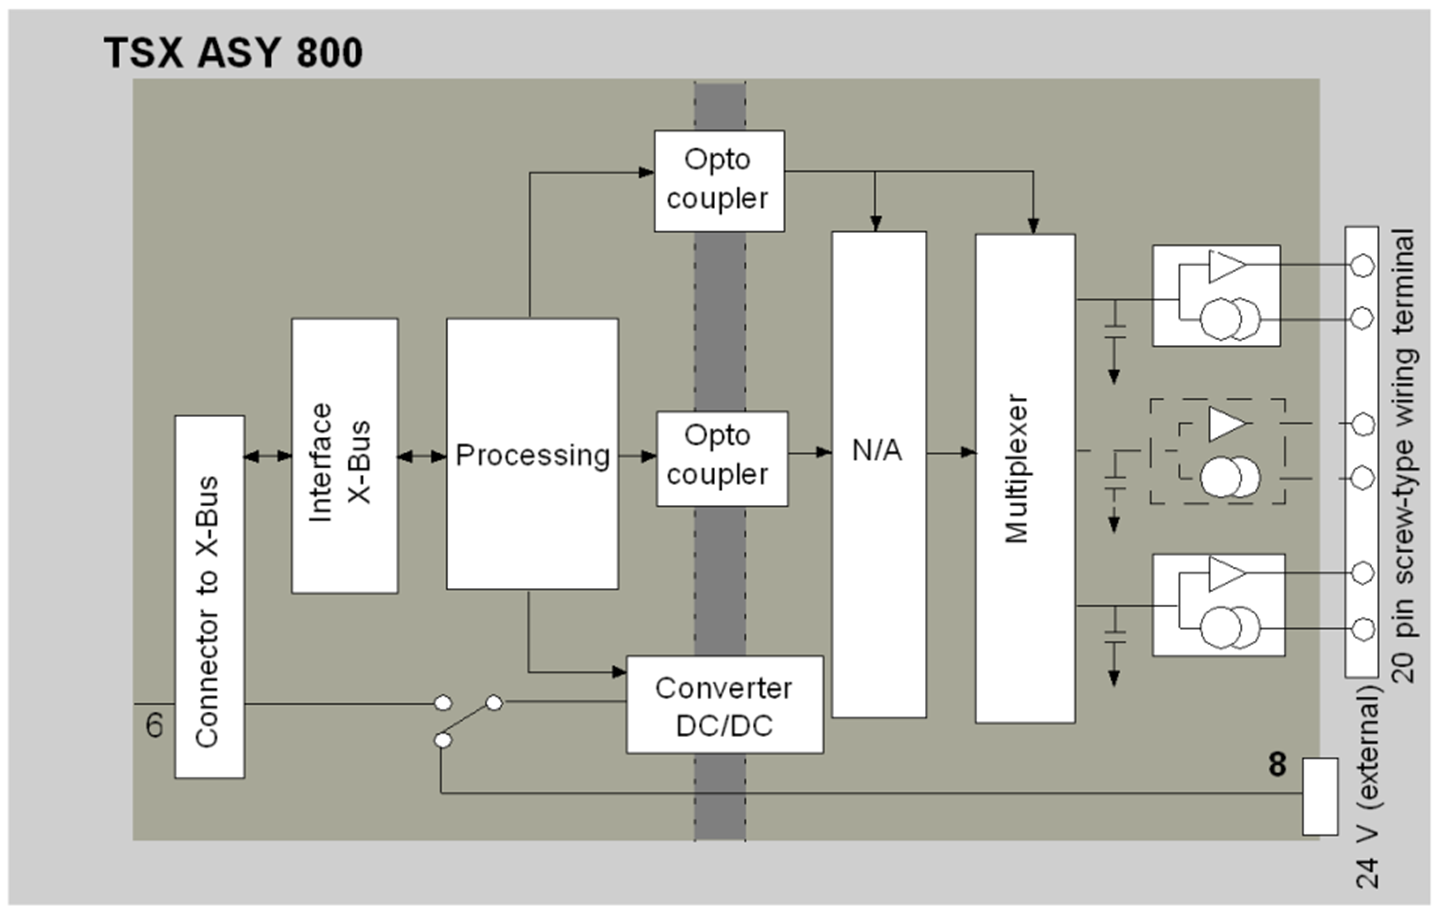 TSX ASY 800
Opto
coupler
Interface
X-Bus
Processing
Opto
coupler
N/A
Multiplexer
Connector to X-Bus
Converter
DC/DC
6
8
20 pin screw-type wiring terminal
24 V (external)